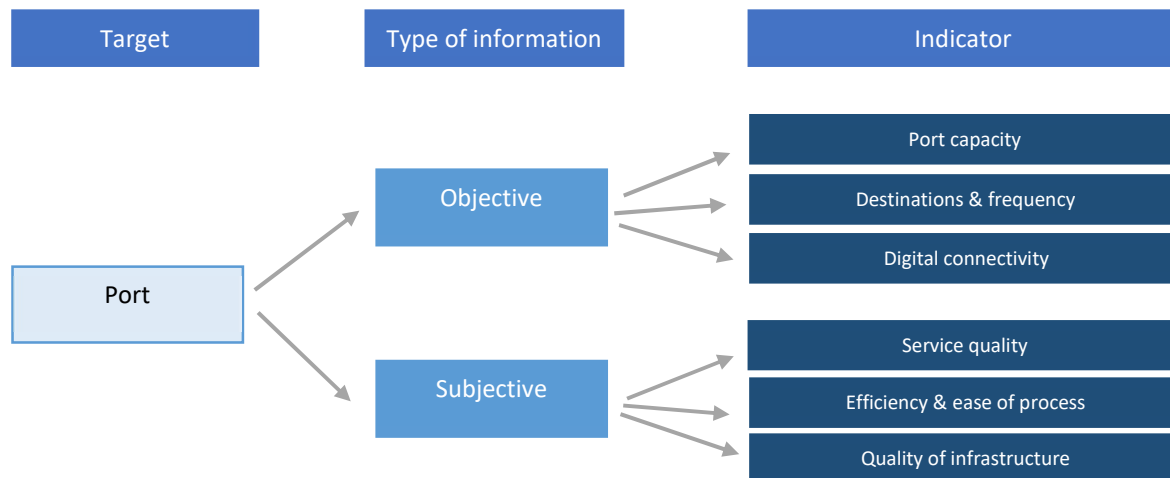 Target
Type of information
Indicator
Port
Objective
Subjective
Port capacity
Destinations & frequency
Digital connectivity
Service quality
Efficiency & ease of process
Quality of infrastructure